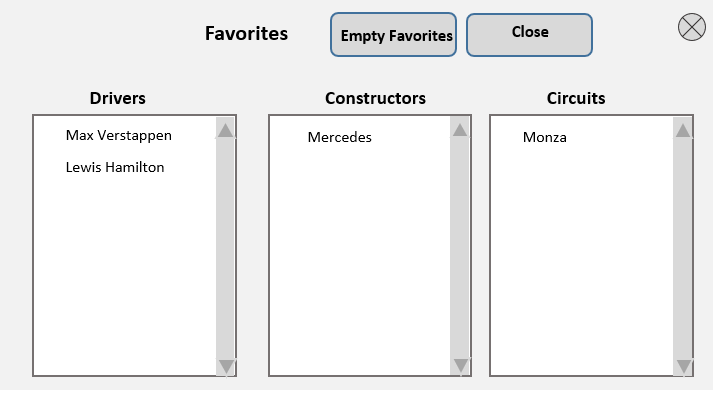 Favorites
Empty Favorites
Close
Drivers
Constructors
Circuits
Max Verstappen
Lewis Hamilton
Mercedes
Monza